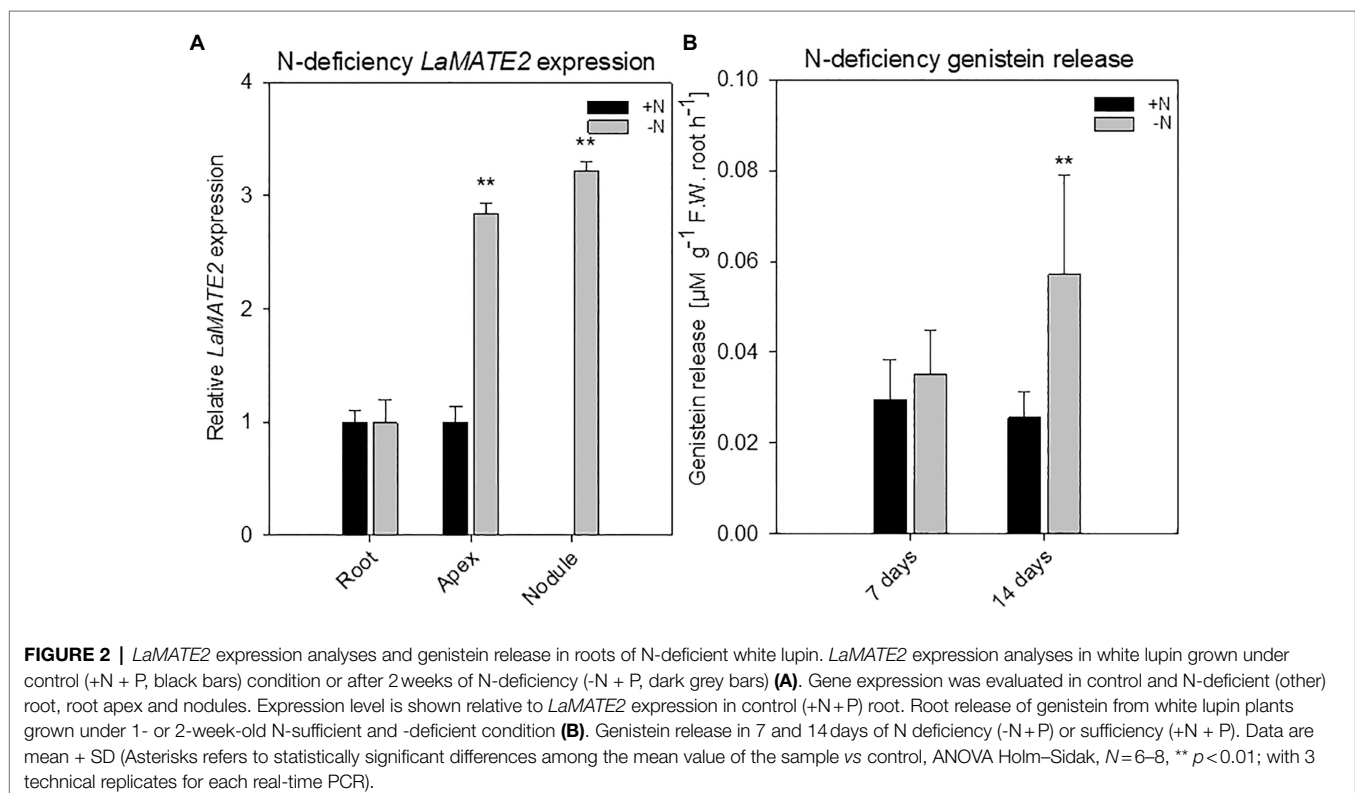 A
N-deficiency LaMATE2 expression
Relative LaMATE2 expression
4
3
2
1
0
+N
-N
**
**
Root
Apex
Nodule
B
N-deficiency genistein release
Genistein release [µM g⁻¹ F.W. root h⁻¹]
0.10
0.08
0.06
0.04
0.02
0.00
+N
-N
**
7 days
14 days
FIGURE 2 | LaMATE2 expression analyses and genistein release in roots of N-deficient white lupin. LaMATE2 expression analyses in white lupin grown under
control (+N + P, black bars) condition or after 2 weeks of N-deficiency (-N + P, dark grey bars) (A). Gene expression was evaluated in control and N-deficient (other)
root, root apex and nodules. Expression level is shown relative to LaMATE2 expression in control (+N + P) root. Root release of genistein from white lupin plants
grown under 1- or 2-week-old N-sufficient and -deficient condition (B). Genistein release in 7 and 14 days of N deficiency (-N + P) or sufficiency (+N + P). Data are
mean + SD (Asterisks refers to statistically significant differences among the mean value of the sample vs control, ANOVA Holm–Sidak, N = 6–8, ** p < 0.01; with 3
technical replicates for each real-time PCR).